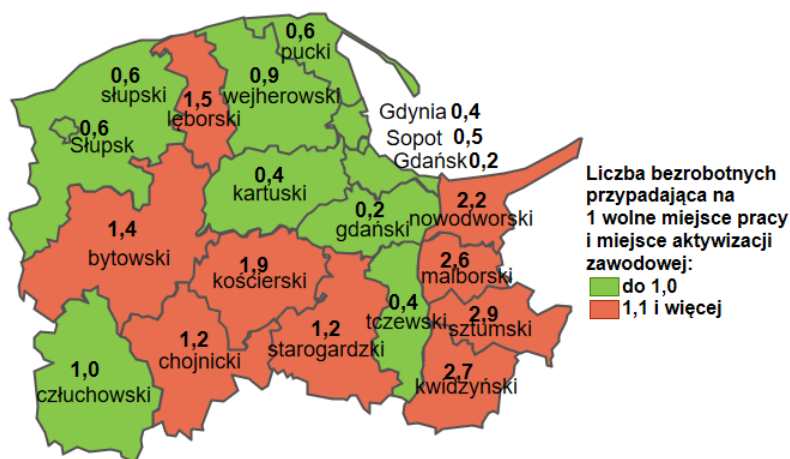 0,6
pucki
0,6
słupski
0,9
wejherowski
1,5
lęborski
0,6
Słupsk
Gdynia 0,4
Sopot 0,5
Gdańsk 0,2
0,4
kartuski
0,2
gdański
2,2
nowodworski
1,4
bytowski
1,9
kościerski
2,6
malborski
0,4
tczewski
2,9
sztumski
1,2
chojnicki
1,2
starogardzki
1,0
człuchowski
2,7
kwidzyński
Liczba bezrobotnych
przypadająca na
1 wolne miejsce pracy
i miejsce aktywizacji
zawodowej:
do 1,0
1,1 i więcej